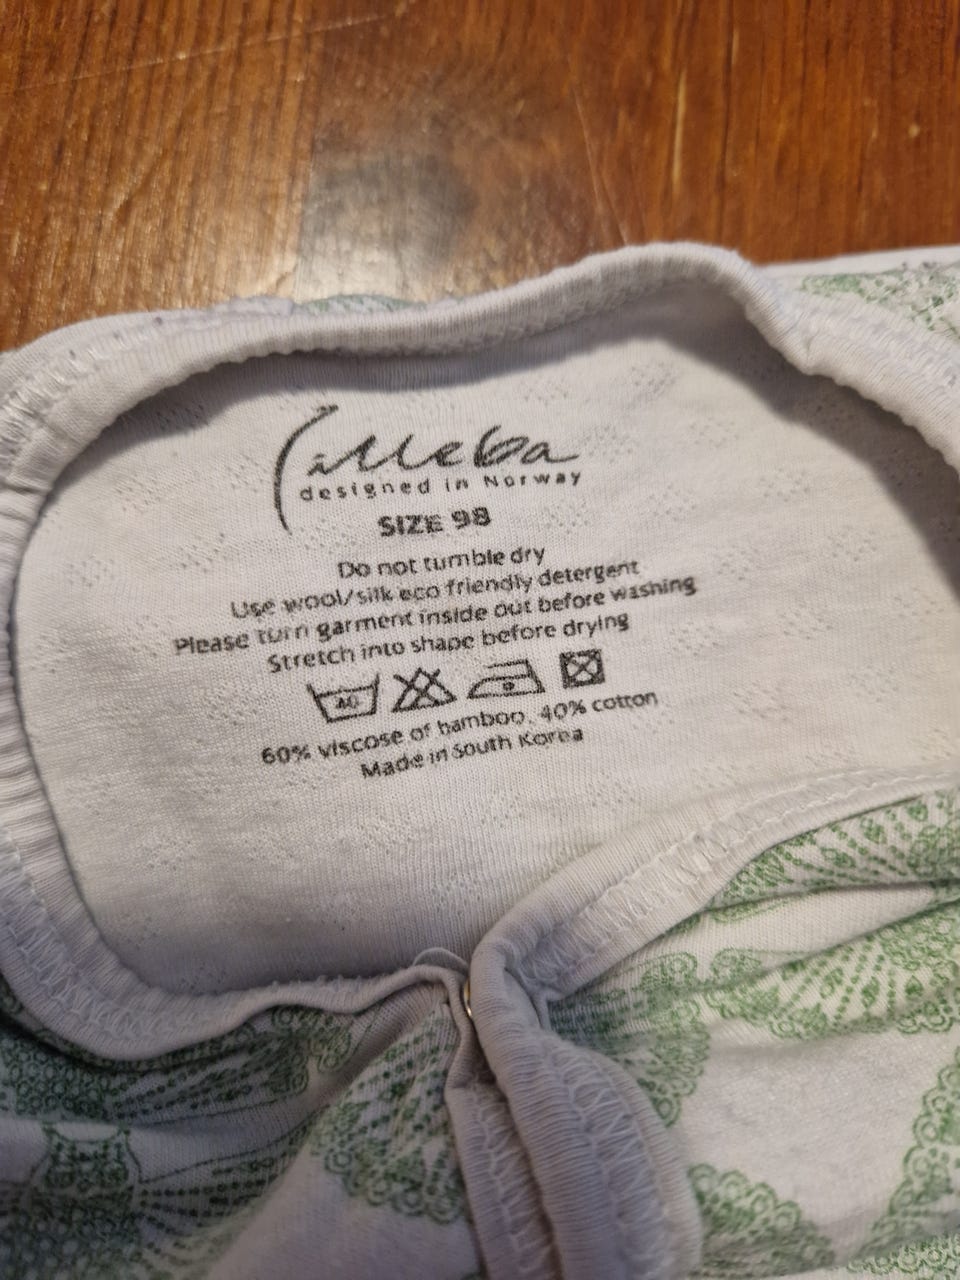 designed in Norway
SIZE 98
Do not tumble dry
Use wool/silk eco friendly detergent
Please turn garment inside out before washing
Stretch into shape before drying
40
60% viscose of bamboo, 40% cotton
Made in South Korea